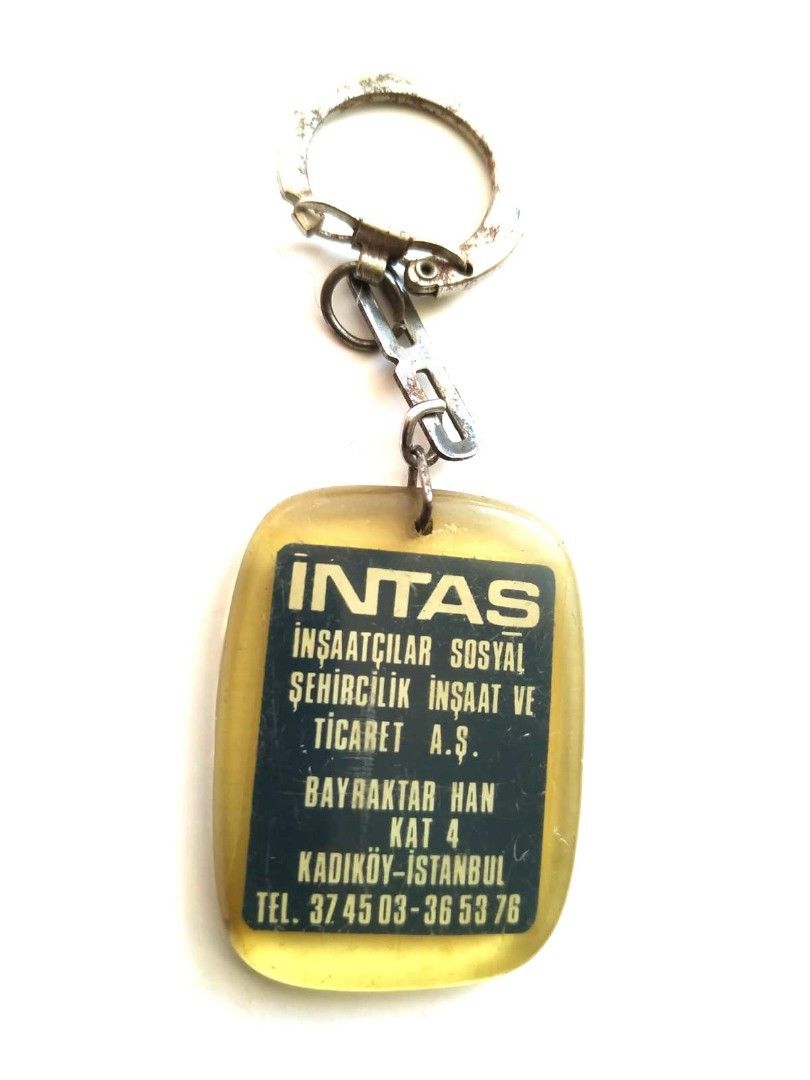 İNTAŞ
İNŞAATÇILAR SOSYAL
ŞEHİRCİLİK İNŞAAT VE
TİCARET A.Ş.
BAYRAKTAR HAN
KAT 4
KADIKÖY-İSTANBUL
TEL. 37 45 03-36 53 76